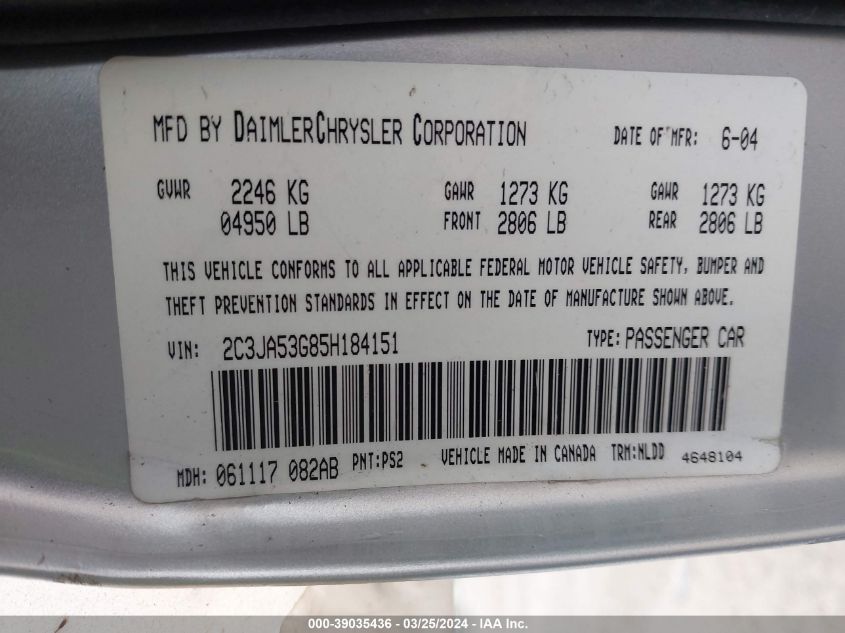 MFD BY DAIMLERCHRYSLER CORPORATION DATE OF MFR: 6-04
GVWR 2246 KG GAWR 1273 KG GAWR 1273 KG
04950 LB FRONT 2806 LB REAR 2806 LB
THIS VEHICLE CONFORMS TO ALL APPLICABLE FEDERAL MOTOR VEHICLE SAFETY, BUMPER AND
THEFT PREVENTION STANDARDS IN EFFECT ON THE DATE OF MANUFACTURE SHOWN ABOVE.
VIN: 2C3JA53G85H184151 TYPE: PASSENGER CAR
MDH: 061117 082AB PNT:PS2 VEHICLE MADE IN CANADA TRM:NLDD 4648104
000-39035436 - 03/25/2024 - IAA Inc.